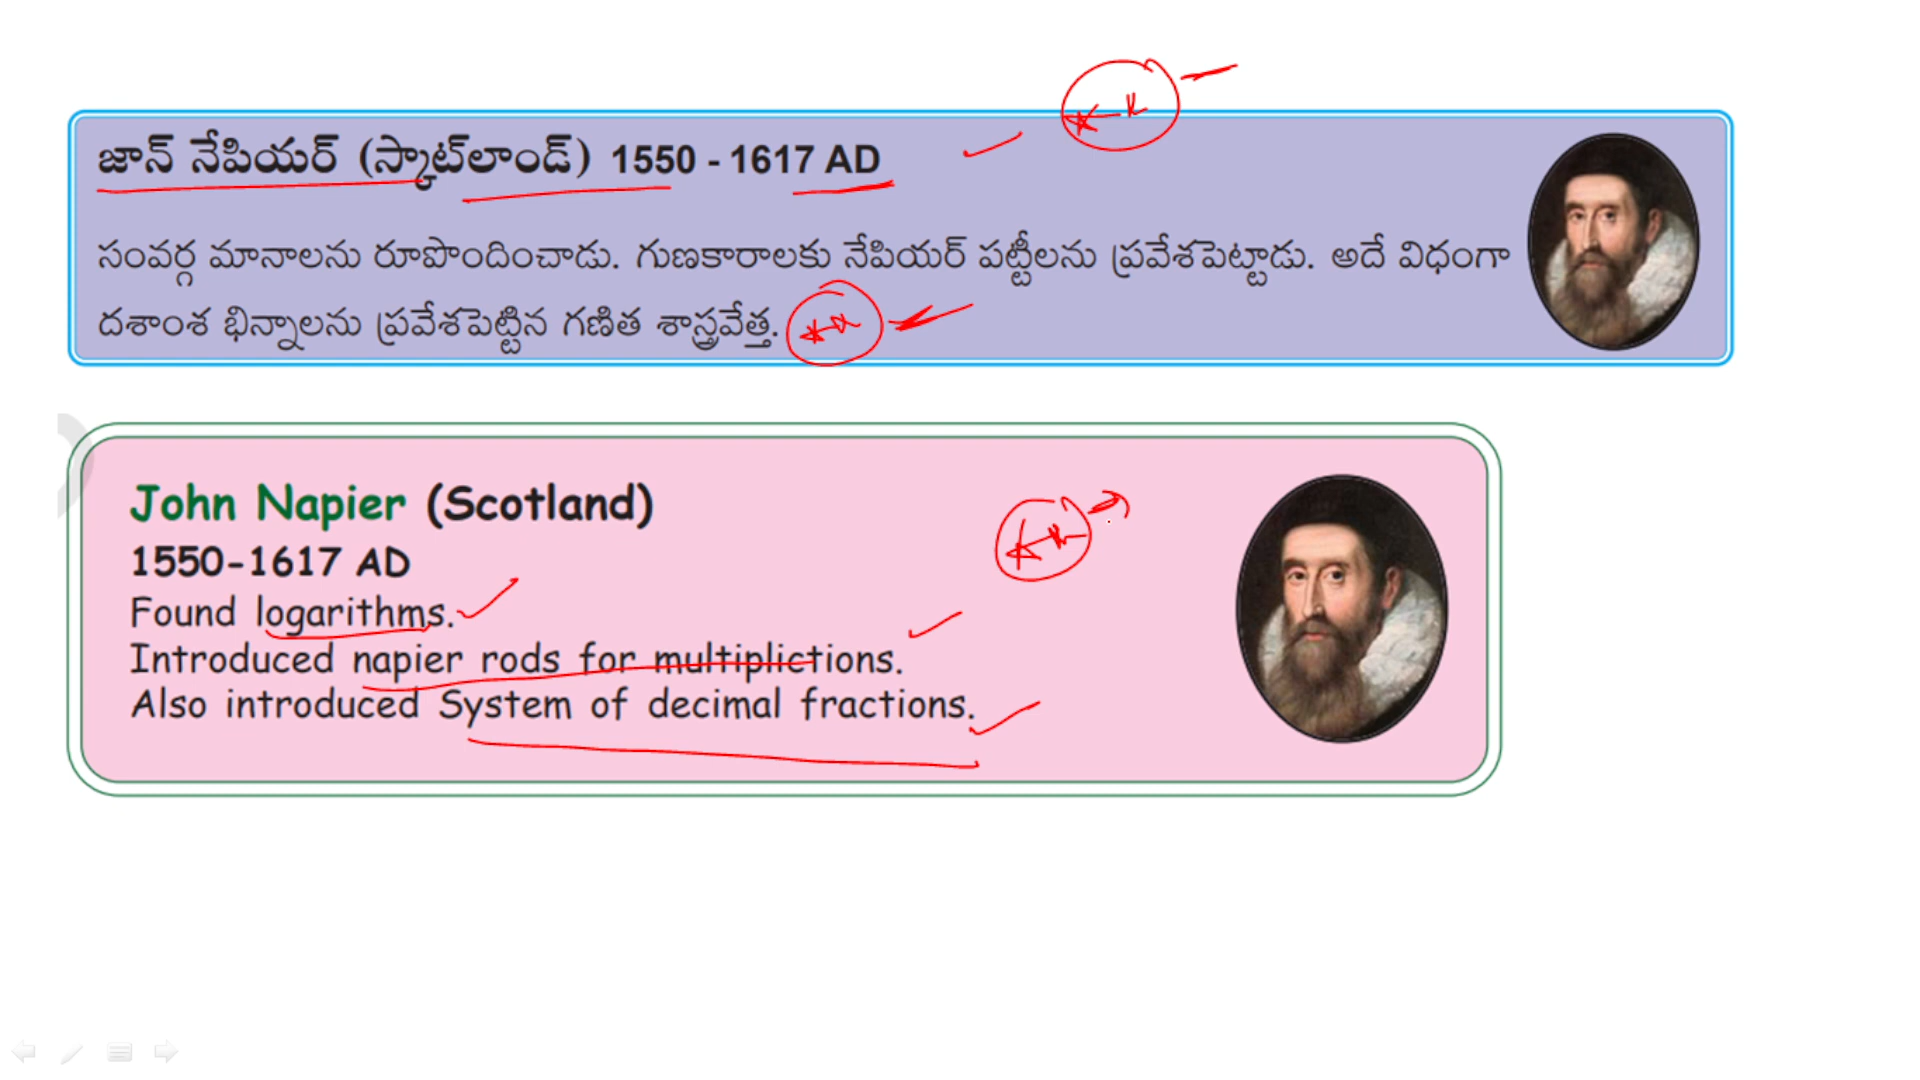 జాన్ నేపియర్ (స్కాట్‌లాండ్) 1550 - 1617 AD
సంవర్గ మానాలను రూపొందించాడు. గుణకారాలకు నేపియర్ పట్టీలను ప్రవేశపెట్టాడు. అదే విధంగా
దశాంశ భిన్నాలను ప్రవేశపెట్టిన గణిత శాస్త్రవేత్త.
John Napier (Scotland)
1550-1617 AD
Found logarithms.
Introduced napier rods for multiplictions.
Also introduced System of decimal fractions.